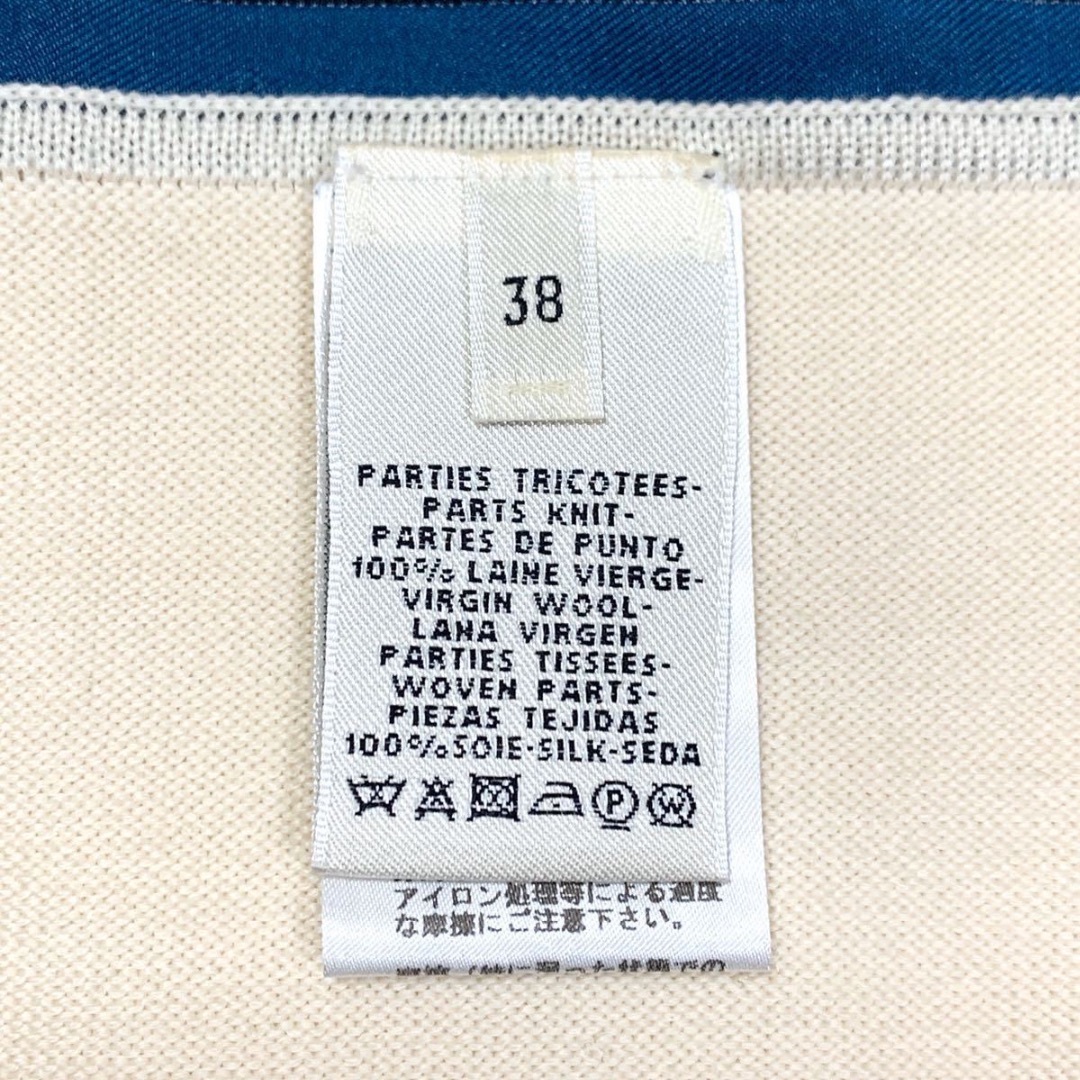 38
PARTIES TRICOTEES-
PARTS KNIT-
PARTES DE PUNTO
100% LAINE VIERGE-
VIRGIN WOOL-
LANA VIRGEN
PARTIES TISSEES-
WOVEN PARTS-
PIEZAS TEJIDAS
100%SOIE-SILK-SEDA
P W
アイロン処理等による過度
な摩擦にご注意下さい。